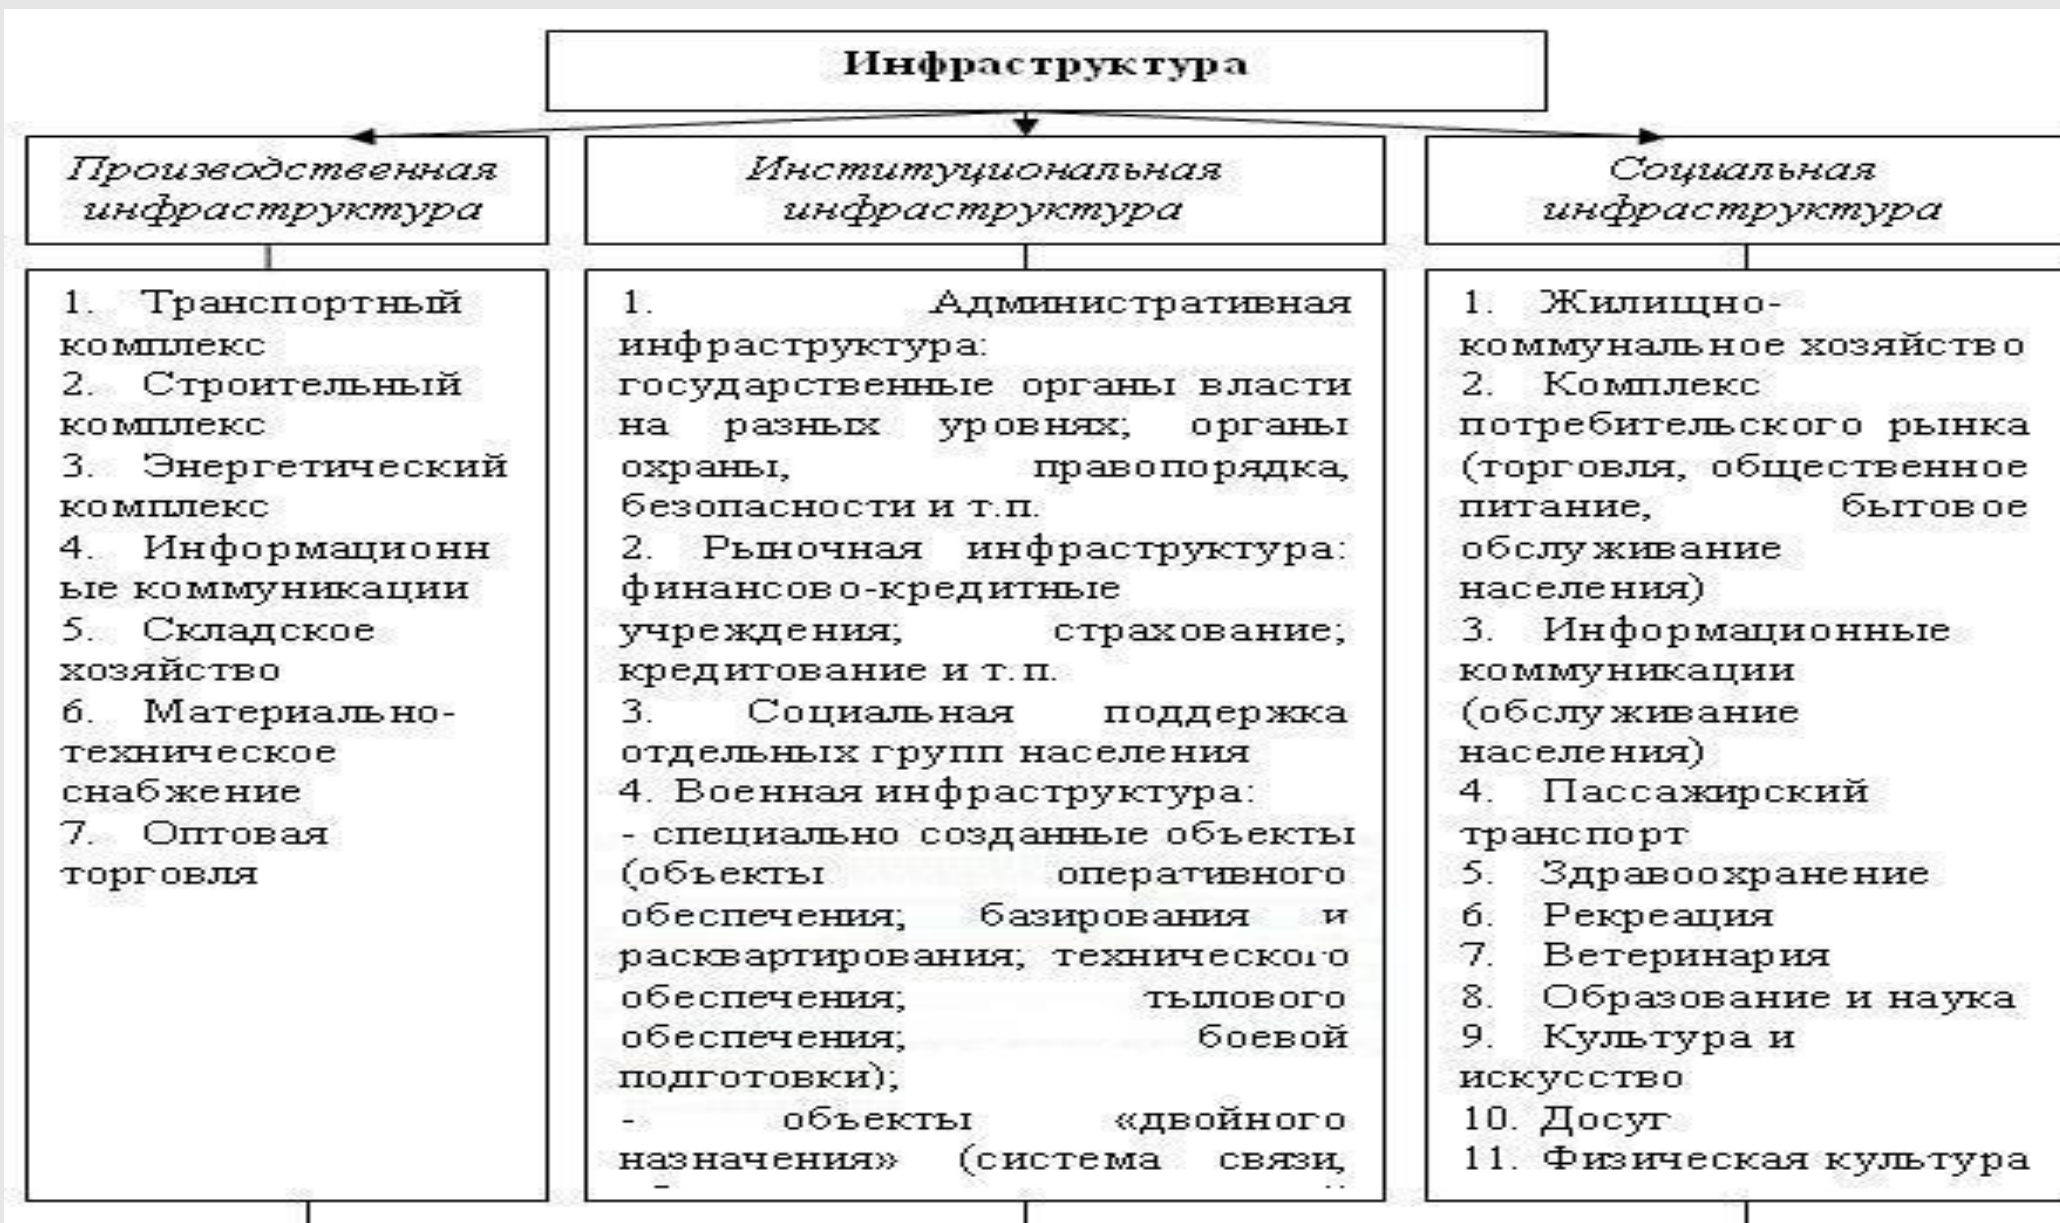 Инфраструктура
Производственная
инфраструктура
1. Транспортный
комплекс
2. Строительный
комплекс
3. Энергетический
комплекс
4. Информационн
ые коммуникации
5. Складское
хозяйство
6. Материально-
техническое
снабжение
7. Оптовая
торговля
Институциональная
инфраструктура
1. Административная
инфраструктура:
государственные органы власти
на разных уровнях; органы
охраны, правопорядка,
безопасности и т.п.
2. Рыночная инфраструктура:
финансово-кредитные
учреждения; страхование;
кредитование и т.п.
3. Социальная поддержка
отдельных групп населения
4. Военная инфраструктура:
- специально созданные объекты
(объекты оперативного
обеспечения; базирования и
расквартирования; технического
обеспечения; тылового
обеспечения; боевой
подготовки);
- объекты «двойного
назначения» (система связи,
Социальная
инфраструктура
1. Жилищно-
коммунальное хозяйство
2. Комплекс
потребительского рынка
(торговля, общественное
питание, бытовое
обслуживание
населения)
3. Информационные
коммуникации
(обслуживание
населения)
4. Пассажирский
транспорт
5. Здравоохранение
6. Рекреация
7. Ветеринария
8. Образование и наука
9. Культура и
искусство
10. Досуг
11. Физическая культура